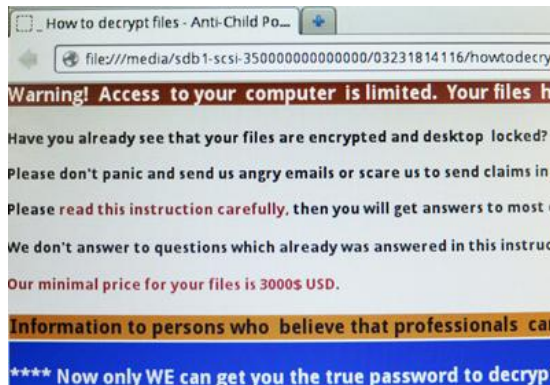 How to decrypt files - Anti-Child Po...
file:///media/sdb1-scsi-350000000000000/03231814116/howtodecry
Warning! Access to your computer is limited. Your files h
Have you already see that your files are encrypted and desktop locked?
Please don't panic and send us angry emails or scare us to send claims in
Please read this instruction carefully, then you will get answers to most
We don't answer to questions which already was answered in this instruc
Our minimal price for your files is 3000$ USD.
Information to persons who believe that professionals ca
**** Now only WE can get you the true password to decryp